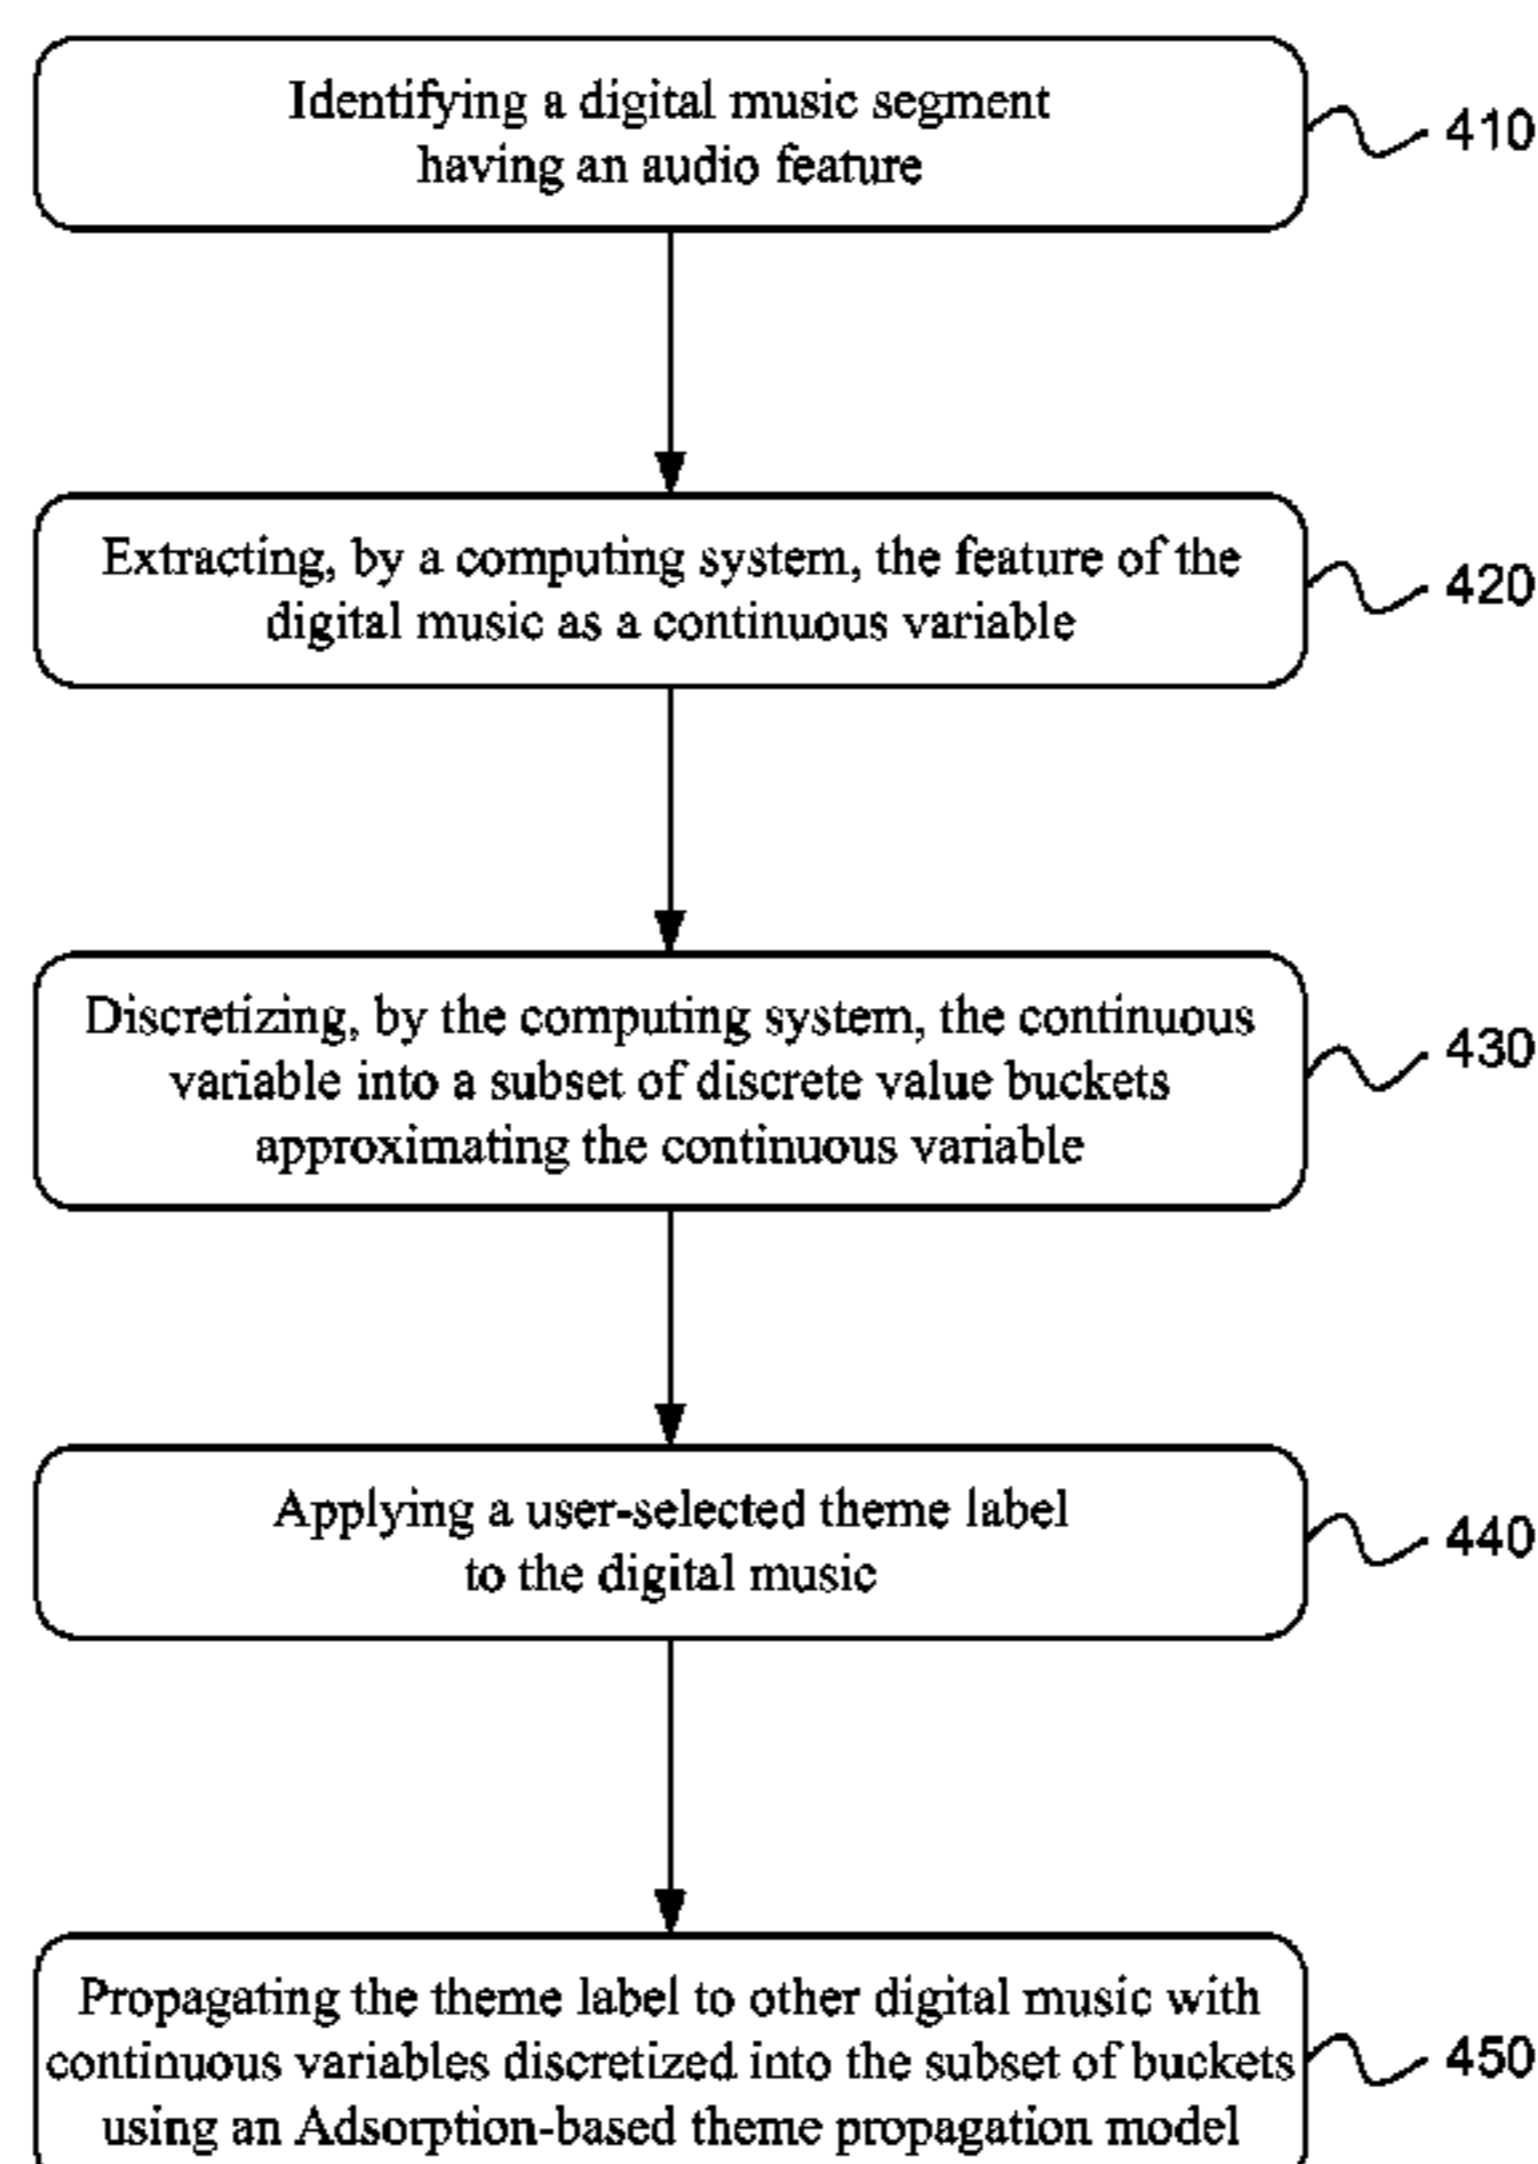 Identifying a digital music segment
having an audio feature
410
Extracting, by a computing system, the feature of the
digital music as a continuous variable
420
Discretizing, by the computing system, the continuous
variable into a subset of discrete value buckets
approximating the continuous variable
430
Applying a user-selected theme label
to the digital music
440
Propagating the theme label to other digital music with
continuous variables discretized into the subset of buckets
using an Adsorption-based theme propagation model
450